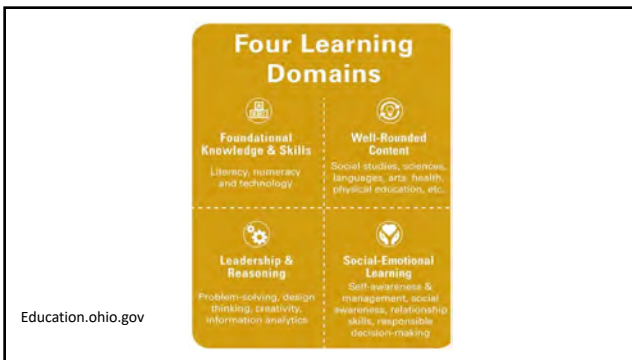 Four Learning
Domains
Foundational
Knowledge & Skills
Literacy, numeracy
and technology
Well-Rounded
Content
Social studies, sciences,
languages, arts, health,
physical education, etc.
Leadership &
Reasoning
Problem-solving, design
thinking, creativity,
information analytics
Social-Emotional
Learning
Self-awareness &
management, social
awareness, relationship
skills, responsible
decision-making
Education.ohio.gov